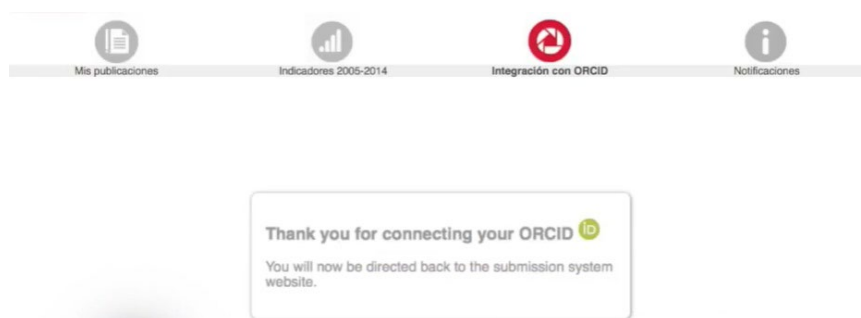 Mis publicaciones
Indicadores 2005-2014
Integración con ORCID
Notificaciones
Thank you for connecting your ORCID iD
You will now be directed back to the submission system
website.